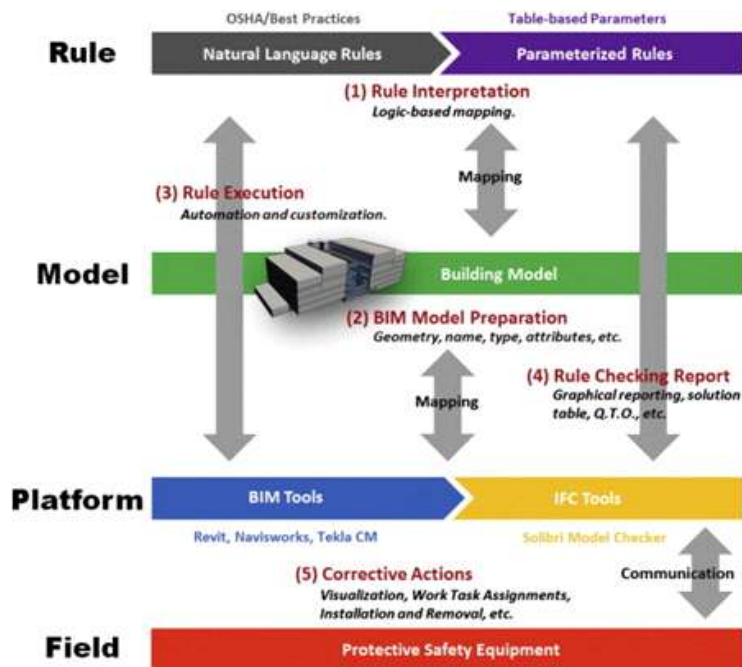 OSHA/Best Practices
Table-based Parameters
Rule
Natural Language Rules
Parameterized Rules
(1) Rule Interpretation
Logic-based mapping.
Mapping
(3) Rule Execution
Automation and customization.
Model
Building Model
(2) BIM Model Preparation
Geometry, name, type, attributes, etc.
Mapping
(4) Rule Checking Report
Graphical reporting, solution
table, Q.T.O., etc.
Platform
BIM Tools
IFC Tools
Revit, Navisworks, Tekla CM
Solibri Model Checker
(5) Corrective Actions
Visualization, Work Task Assignments,
Installation and Removal, etc.
Communication
Field
Protective Safety Equipment